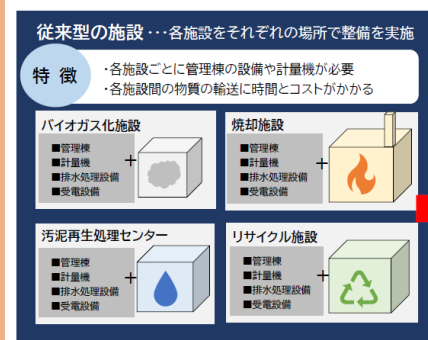 従来型の施設・・・各施設をそれぞれの場所で整備を実施
特徴
・各施設ごとに管理棟の設備や計量機が必要
・各施設間の物質の輸送に時間とコストがかかる
バイオガス化施設
■管理棟
■計量機
■排水処理設備
■受電設備
+
焼却施設
■管理棟
■計量機
■排水処理設備
■受電設備
+
汚泥再生処理センター
■管理棟
■計量機
■排水処理設備
■受電設備
+
リサイクル施設
■管理棟
■計量機
■排水処理設備
■受電設備
+